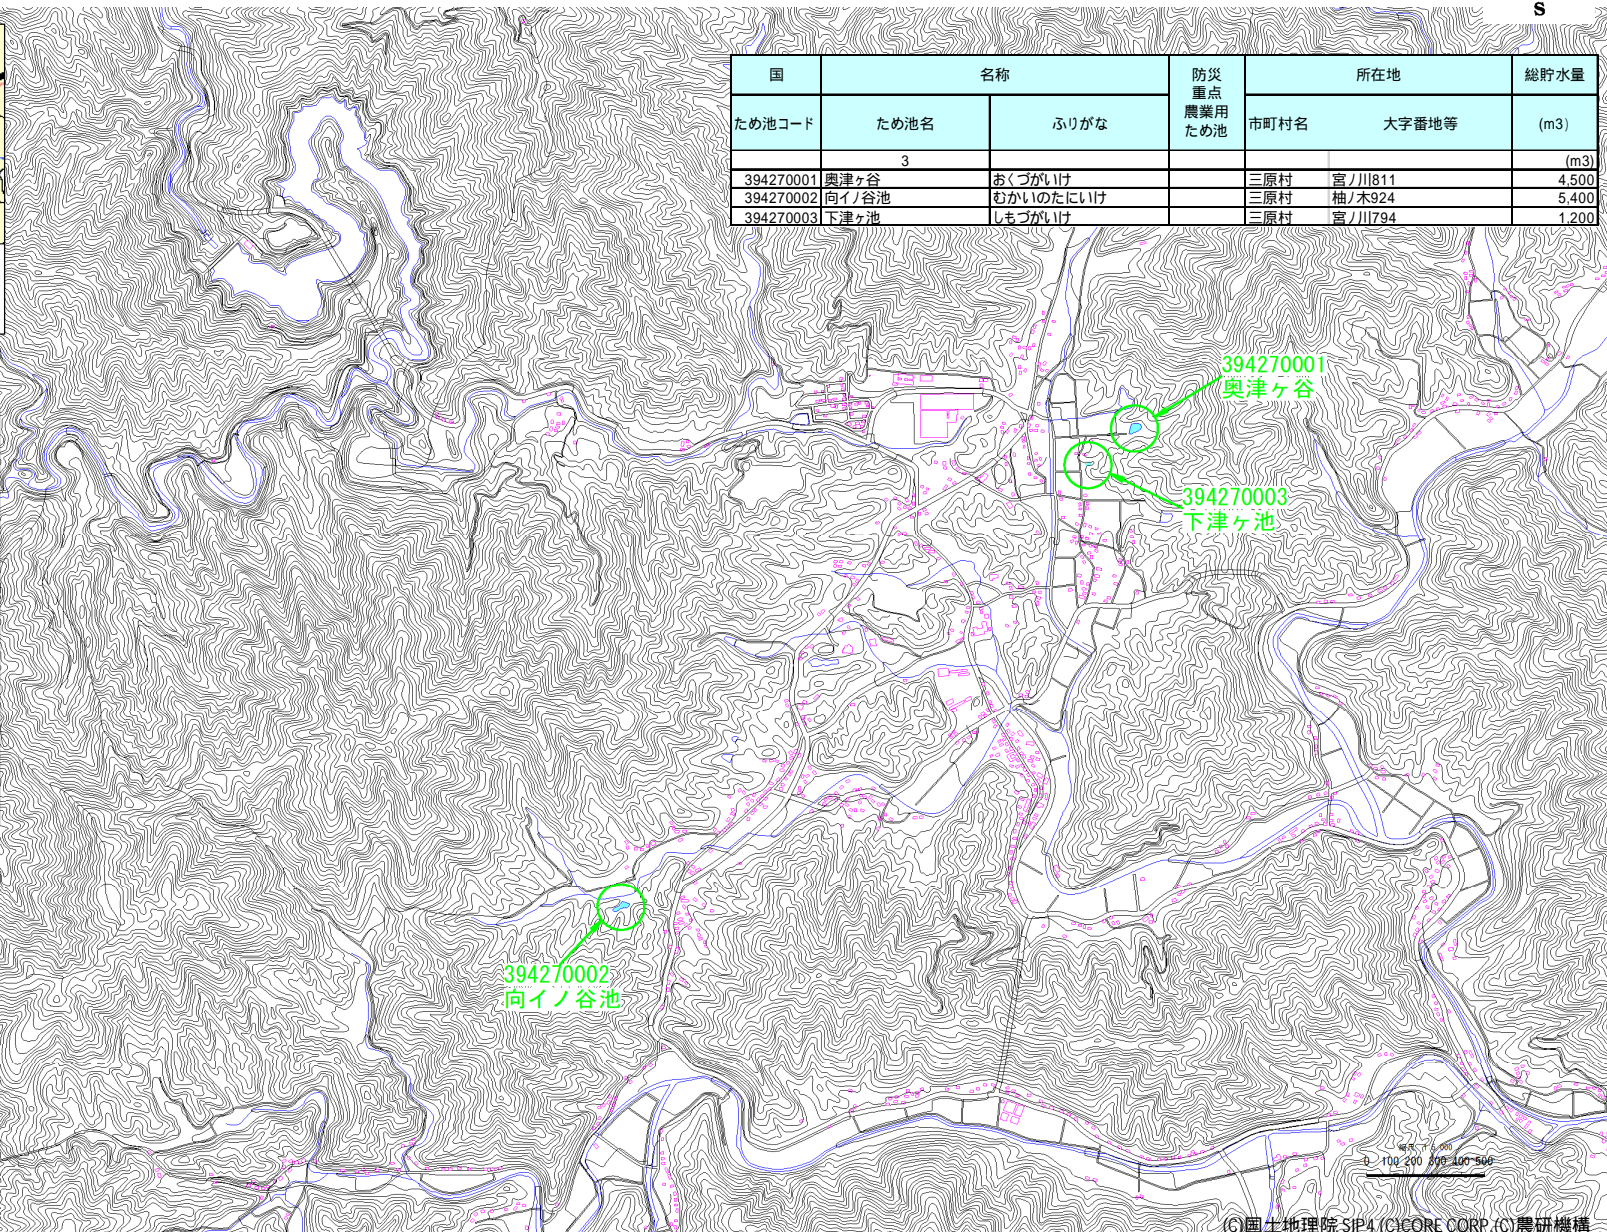 S
国 名称 防災重点農業用ため池 所在地 総貯水量
ため池コード ため池名 ふりがな 市町村名 大字番地等 (m3)
3 (m3)
394270001 奥津ヶ谷 おくづがいけ 三原村 宮ノ川811 4,500
394270002 向イノ谷池 むかいのたにいけ 三原村 柚ノ木924 5,400
394270003 下津ヶ池 しもづがいけ 三原村 宮ノ川794 1,200
394270001
奥津ヶ谷
394270003
下津ヶ池
394270002
向イノ谷池
0 100 200 300 400 500
(C)国土地理院 SIP4 (C)CORE CORP.(C)農研機構